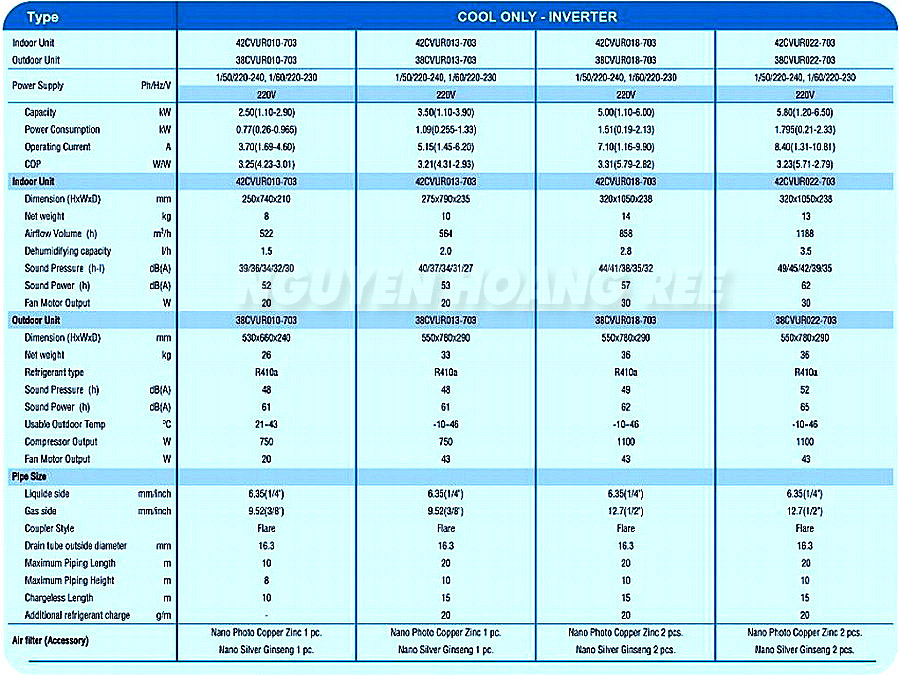 Type COOL ONLY - INVERTER
Indoor Unit 42CVUR010-703 42CVUR013-703 42CVUR018-703 42CVUR022-703
Outdoor Unit 38CVUR010-703 38CVUR013-703 38CVUR018-703 38CVUR022-703
Power Supply Ph/Hz/V 1/50/220-240, 1/60/220-230 1/50/220-240, 1/60/220-230 1/50/220-240, 1/60/220-230 1/50/220-240, 1/60/220-230
220V 220V 220V 220V
Capacity kW 2.50(1.10-2.90) 3.50(1.10-3.90) 5.00(1.10-6.00) 5.80(1.20-6.50)
Power Consumption kW 0.77(0.26-0.965) 1.09(0.255-1.33) 1.51(0.19-2.13) 1.795(0.21-2.33)
Operating Current A 3.70(1.69-4.60) 5.15(1.45-6.20) 7.10(1.16-9.90) 8.40(1.31-10.81)
COP W/W 3.25(4.23-3.01) 3.21(4.31-2.93) 3.31(5.79-2.82) 3.23(5.71-2.79)
Indoor Unit 42CVUR010-703 42CVUR013-703 42CVUR018-703 42CVUR022-703
Dimension (HxWxD) mm 250x740x210 275x790x235 320x1050x238 320x1050x238
Net weight kg 8 10 14 13
Airflow Volume (h) m³/h 522 564 858 1188
Dehumidifying capacity l/h 1.5 2.0 2.8 3.5
Sound Pressure (h-l) dB(A) 39/36/34/32/30 40/37/34/31/27 44/41/38/35/32 49/45/42/39/35
Sound Power (h) dB(A) 52 53 57 62
NGUYEN HOANG REE
Fan Motor Output W 20 20 30 30
Outdoor Unit 38CVUR010-703 38CVUR013-703 38CVUR018-703 38CVUR022-703
Dimension (HxWxD) mm 530x660x240 550x780x290 550x780x290 550x780x290
Net weight kg 26 33 36 36
Refrigerant type R410a R410a R410a R410a
Sound Pressure (h) dB(A) 48 48 49 52
Sound Power (h) dB(A) 61 61 62 65
Usable Outdoor Temp °C 21-43 -10-46 -10-46 -10-46
Compressor Output W 750 750 1100 1100
Fan Motor Output W 20 43 43 43
Pipe Size
Liquide side mm/inch 6.35(1/4") 6.35(1/4") 6.35(1/4") 6.35(1/4")
Gas side mm/inch 9.52(3/8") 9.52(3/8") 12.7(1/2") 12.7(1/2")
Coupler Style Flare Flare Flare Flare
Drain tube outside diameter mm 16.3 16.3 16.3 16.3
Maximum Piping Length m 10 20 20 20
Maximum Piping Height m 8 10 10 10
Chargeless Length m 10 15 15 15
Additional refrigerant charge g/m - 20 20 20
Air filter (Accessory) Nano Photo Copper Zinc 1 pc. Nano Photo Copper Zinc 1 pc. Nano Photo Copper Zinc 2 pcs. Nano Photo Copper Zinc 2 pcs.
Nano Silver Ginseng 1 pc. Nano Silver Ginseng 1 pc. Nano Silver Ginseng 2 pcs. Nano Silver Ginseng 2 pcs.